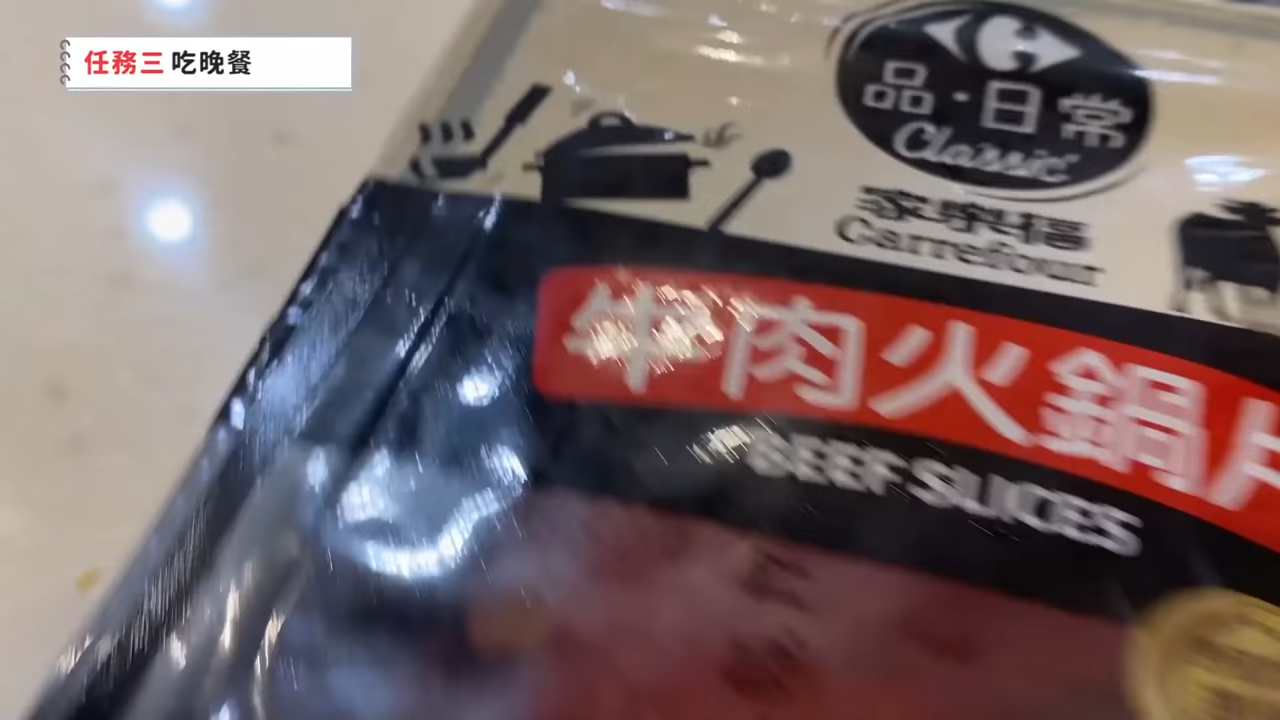 任務三 吃晚餐
品·日常
Classic
家樂福
Carrefour
牛肉火鍋片
BEEF SLICES